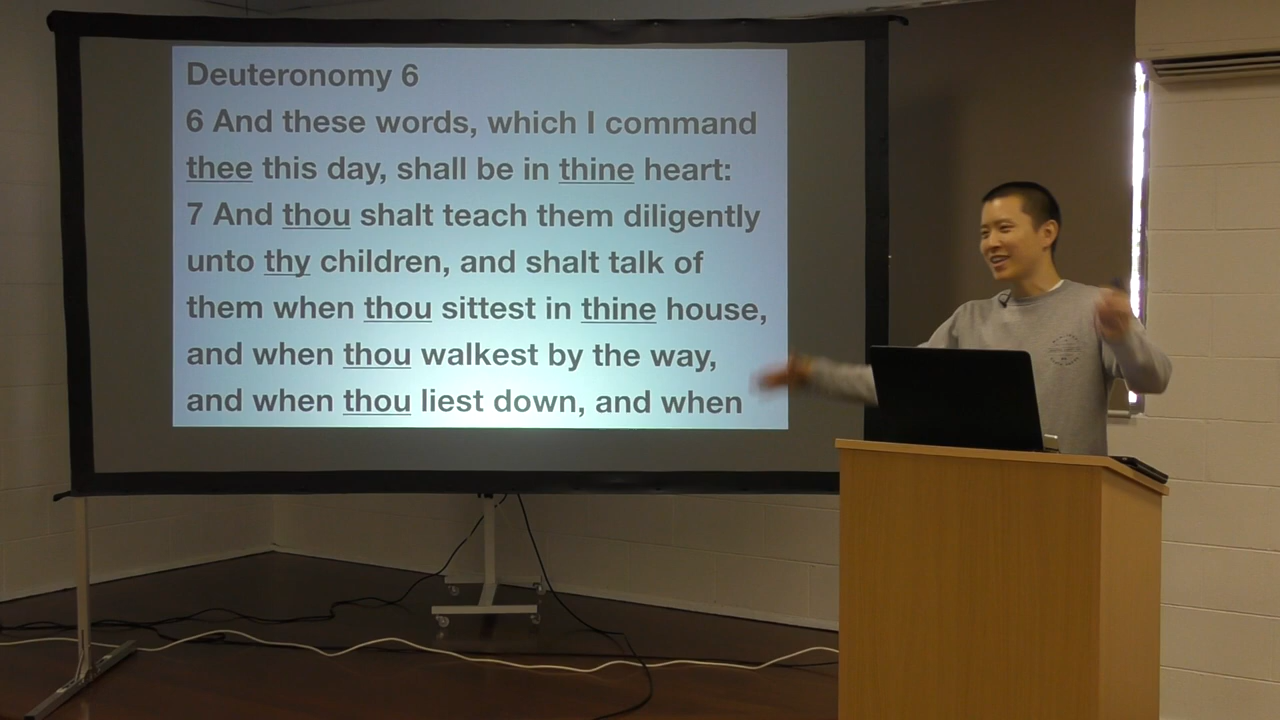 Deuteronomy 6
6 And these words, which I command
thee this day, shall be in thine heart:
7 And thou shalt teach them diligently
unto thy children, and shalt talk of
them when thou sittest in thine house,
and when thou walkest by the way,
and when thou liest down, and when